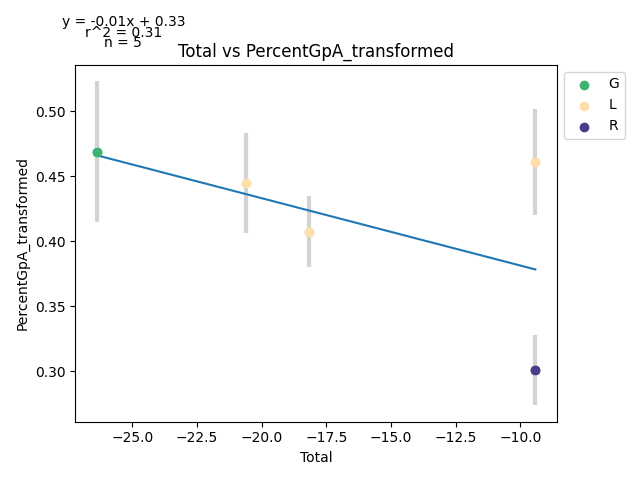 y = -0.01x + 0.33
r^2 = 0.31
n = 5
Total vs PercentGpA_transformed
G
L
R
PercentGpA_transformed
0.50
0.45
0.40
0.35
0.30
−25.0 −22.5 −20.0 −17.5 −15.0 −12.5 −10.0
Total